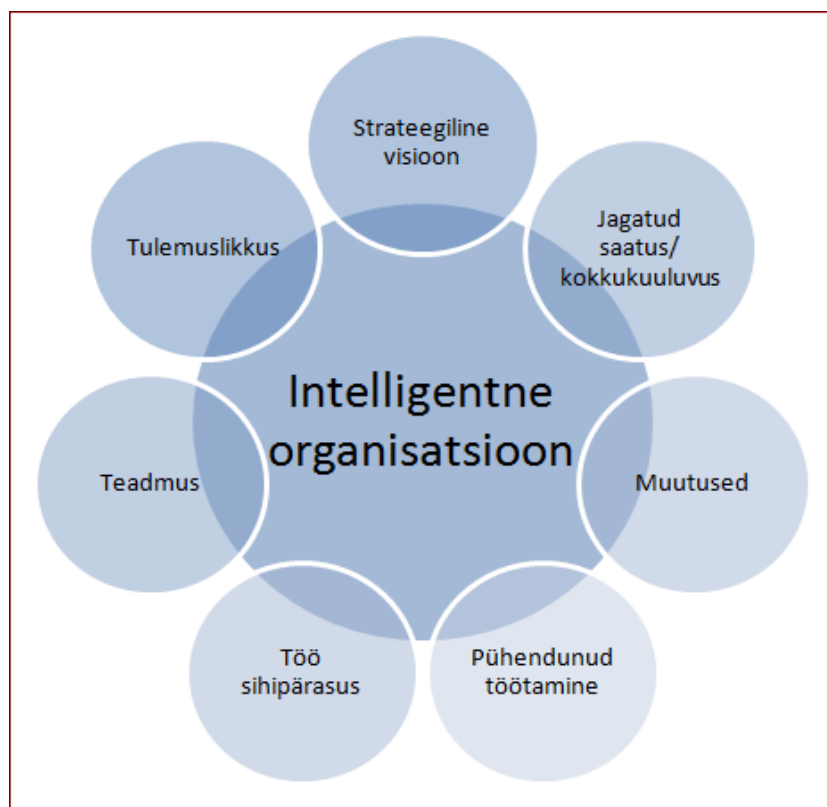 Strateegiline
visioon
Jagatud
saatus/
kokkukuuluvus
Muutused
Pühendunud
töötamine
Töö
sihipärasus
Teadmus
Tulemuslikkus
Intelligentne
organisatsioon